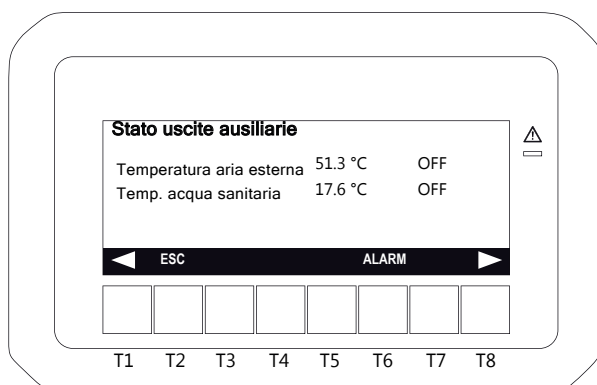 Stato uscite ausiliarie
Temperatura aria esterna 51.3 °C OFF
Temp. acqua sanitaria 17.6 °C OFF
ESC ALARM
T1 T2 T3 T4 T5 T6 T7 T8